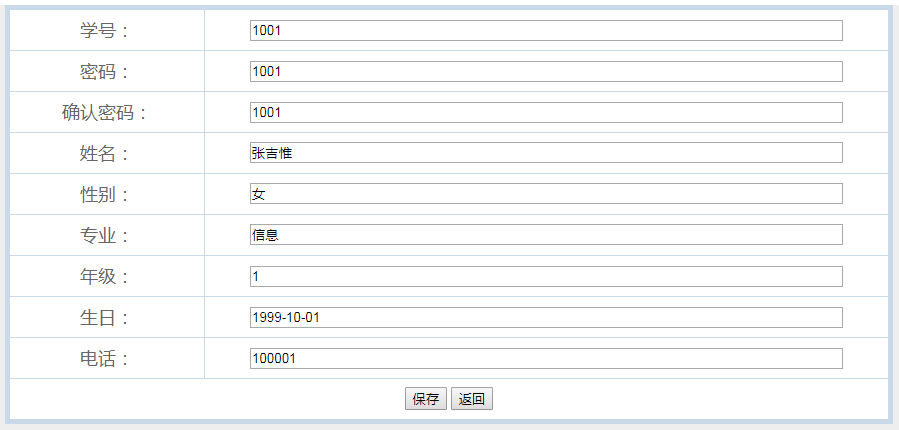 学号： 1001
密码： 1001
确认密码： 1001
姓名： 张吉惟
性别： 女
专业： 信息
年级： 1
生日： 1999-10-01
电话： 100001
保存 返回